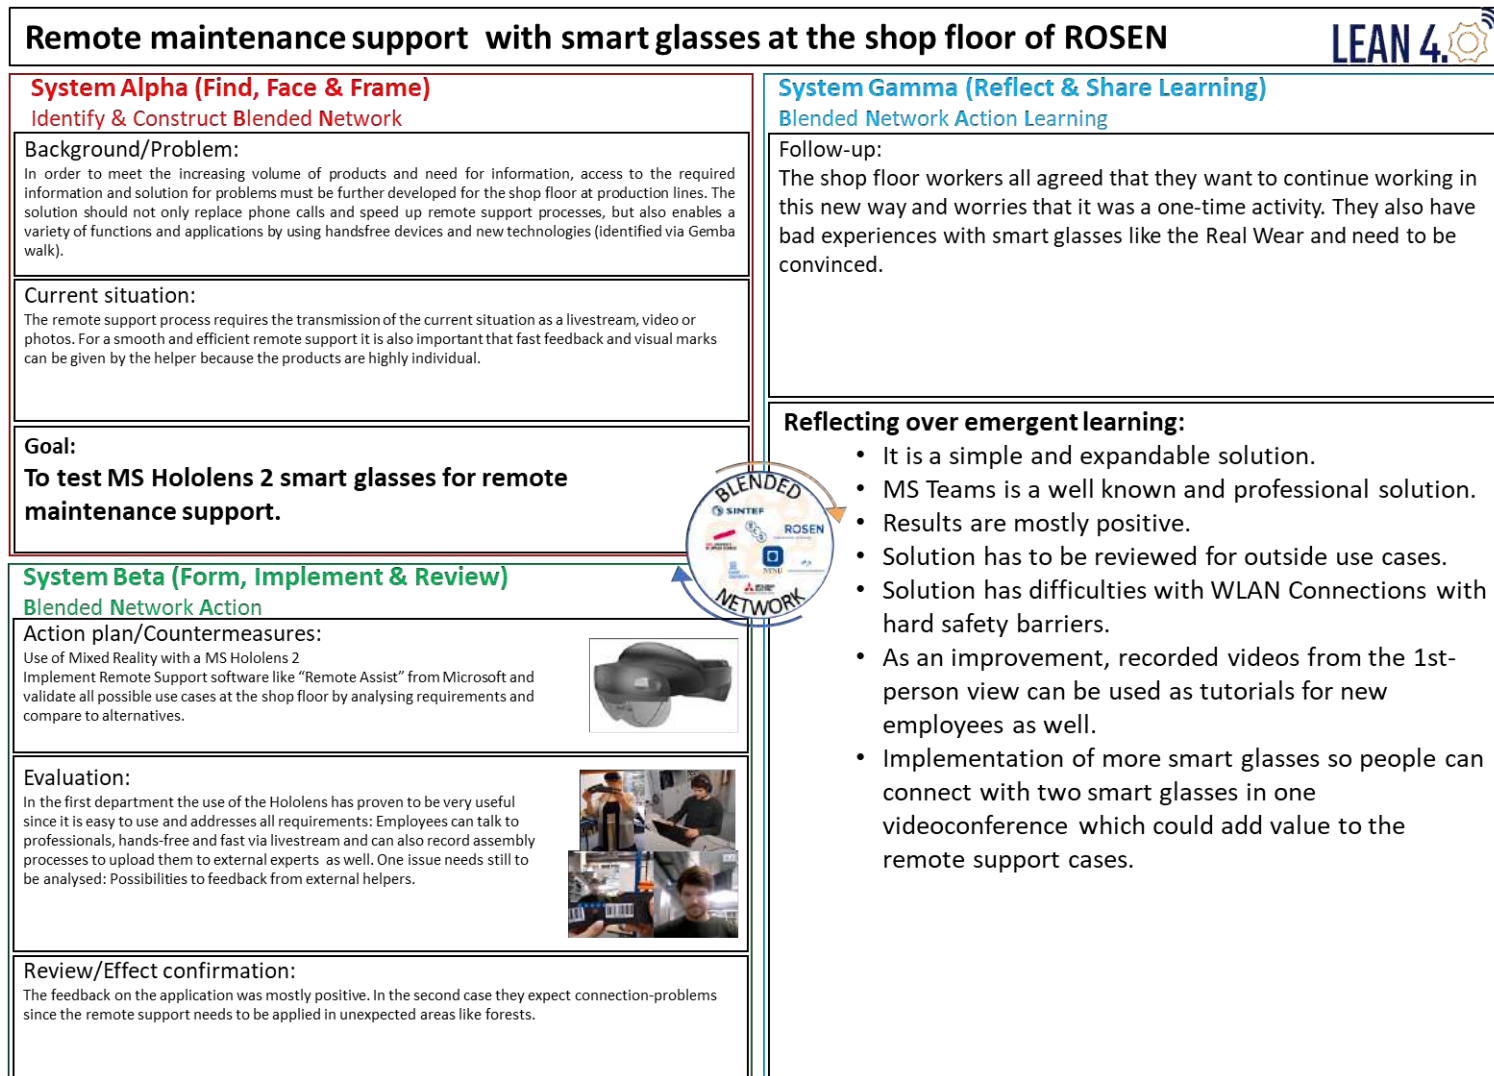 Remote maintenance support with smart glasses at the shop floor of ROSEN
LEAN 4.
System Alpha (Find, Face & Frame)
Identify & Construct Blended Network
Background/Problem:
In order to meet the increasing volume of products and need for information, access to the required
information and solution for problems must be further developed for the shop floor at production lines. The
solution should not only replace phone calls and speed up remote support processes, but also enables a
variety of functions and applications by using handsfree devices and new technologies (identified via Gemba
walk).
Current situation:
The remote support process requires the transmission of the current situation as a livestream, video or
photos. For a smooth and efficient remote support it is also important that fast feedback and visual marks
can be given by the helper because the products are highly individual.
Goal:
To test MS Hololens 2 smart glasses for remote
maintenance support.
System Beta (Form, Implement & Review)
Blended Network Action
Action plan/Countermeasures:
Use of Mixed Reality with a MS Hololens 2
Implement Remote Support software like “Remote Assist” from Microsoft and
validate all possible use cases at the shop floor by analysing requirements and
compare to alternatives.
Evaluation:
In the first department the use of the Hololens has proven to be very useful
since it is easy to use and addresses all requirements: Employees can talk to
professionals, hands-free and fast via livestream and can also record assembly
processes to upload them to external experts as well. One issue needs still to
be analysed: Possibilities to feedback from external helpers.
Review/Effect confirmation:
The feedback on the application was mostly positive. In the second case they expect connection-problems
since the remote support needs to be applied in unexpected areas like forests.
BLENDED
SINTEF
ROSEN
NTNU
NETWORK
System Gamma (Reflect & Share Learning)
Blended Network Action Learning
Follow-up:
The shop floor workers all agreed that they want to continue working in
this new way and worries that it was a one-time activity. They also have
bad experiences with smart glasses like the Real Wear and need to be
convinced.
Reflecting over emergent learning:
• It is a simple and expandable solution.
• MS Teams is a well known and professional solution.
• Results are mostly positive.
• Solution has to be reviewed for outside use cases.
• Solution has difficulties with WLAN Connections with
hard safety barriers.
• As an improvement, recorded videos from the 1st-
person view can be used as tutorials for new
employees as well.
• Implementation of more smart glasses so people can
connect with two smart glasses in one
videoconference which could add value to the
remote support cases.